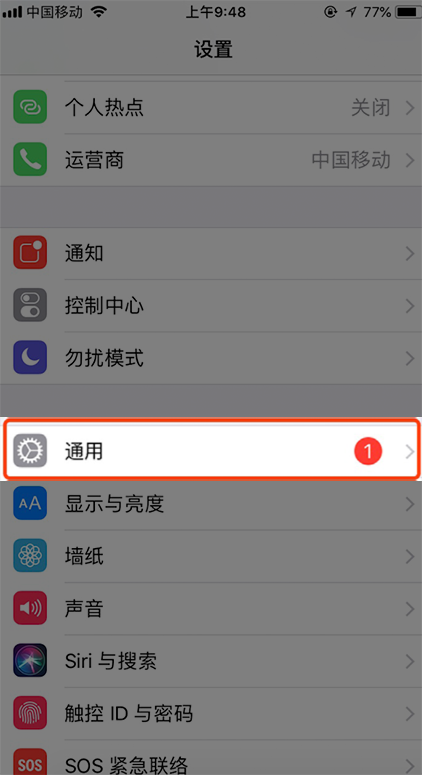 中国移动 上午9:48 77%
设置
个人热点 关闭
运营商 中国移动
通知
控制中心
勿扰模式
通用 1
AA 显示与亮度
墙纸
声音
Siri 与搜索
触控 ID 与密码
SOS SOS 紧急联络